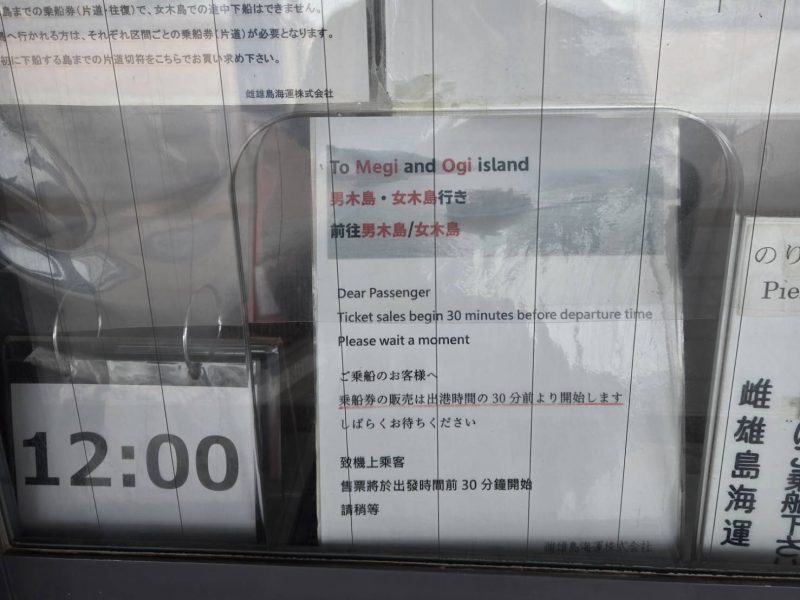 島までの乗船券(片道・往復)で、女木島での途中下船はできません。
へ行かれる方は、それぞれ区間ごとの乗船券(片道)が必要となります。
初に下船する島までの片道切符をこちらでお買い求め下さい。
雌雄島海運株式会社
To Megi and Ogi island
男木島・女木島行き
前往男木島/女木島
Dear Passenger
Ticket sales begin 30 minutes before departure time
Please wait a moment
ご乗船のお客様へ
乗船券の販売は出港時間の30分前より開始します
しばらくお待ちください
致機上乘客
售票將於出發時間前30分鐘開始
請稍等
雌雄島海運株式会社
12:00
のり
Pie
雌雄島海運
ご乗船下さい